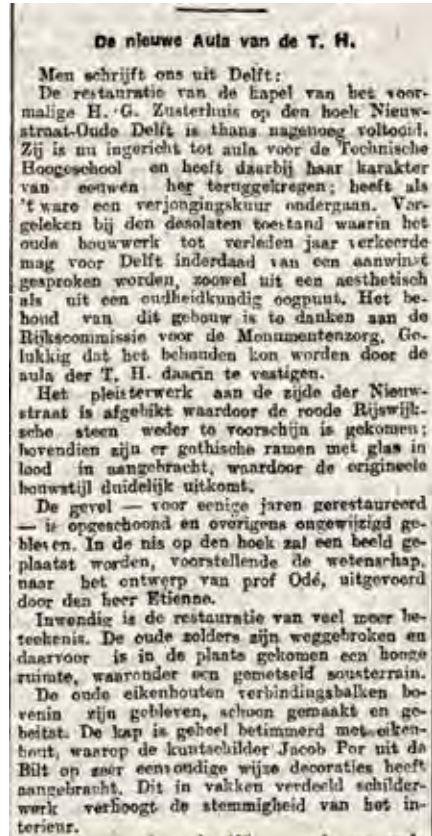 De nieuwe Aula van de T. H.
Men schrijft ons uit Delft:
De restauratie van de kapel van het voor-
malige H. G. Zusterhuis op den hoek Nieuw-
straat-Oude Delft is thans nagenoeg voltooid.
Zij is nu ingericht tot aula voor de Technische
Hoogeschool en heeft daarbij haar karakter
van eeuwen her teruggekregen; heeft als
't ware een verjongingskuur ondergaan. Ver-
geleken bij den desolaten toestand waarin het
oude bouwwerk tot verleden jaar verkeerde
mag voor Delft inderdaad van een aanwinst
gesproken worden, zoowel uit een aesthetisch
als uit een oudheidkundig oogpunt. Het be-
houd van dit gebouw is te danken aan de
Rijkscommissie voor de Monumentenzorg. Ge-
lukkig dat het behouden kon worden door de
aula der T. H. daarin te vestigen.
Het pleisterwerk aan de zijde der Nieuw-
straat is afgebikt waardoor de roode Rijswijk-
sche steen weder te voorschijn is gekomen;
bovendien zijn er gothische ramen met glas in
lood in aangebracht, waardoor de origineele
bouwstijl duidelijk uitkomt.
De gevel — voor eenige jaren gerestaureerd
— is opgeschoond en overigens ongewijzigd ge-
bleven. In de nis op den hoek zal een beeld ge-
plaatst worden, voorstellende de wetenschap,
naar het ontwerp van prof Odé, uitgevoerd
door den heer Etienne.
Inwendig is de restauratie van veel meer be-
teekenis. De oude zolders zijn weggebroken en
daarvoor is in de plaats gekomen een hooge
ruimte, waaronder een gemetseld sousterrain.
De oude eikenhouten verbindingsbalken bo-
venin zijn gebleven, schoon gemaakt en ge-
beitst. De kap is geheel betimmerd met eiken-
hout, waarop de kuntschilder Jacob Por uit de
Bilt op zeer eenvoudige wijze decoraties heeft
aangebracht. Dit in vakken verdeeld schilder-
werk verhoogt de stemmigheid van het in-
terieur.